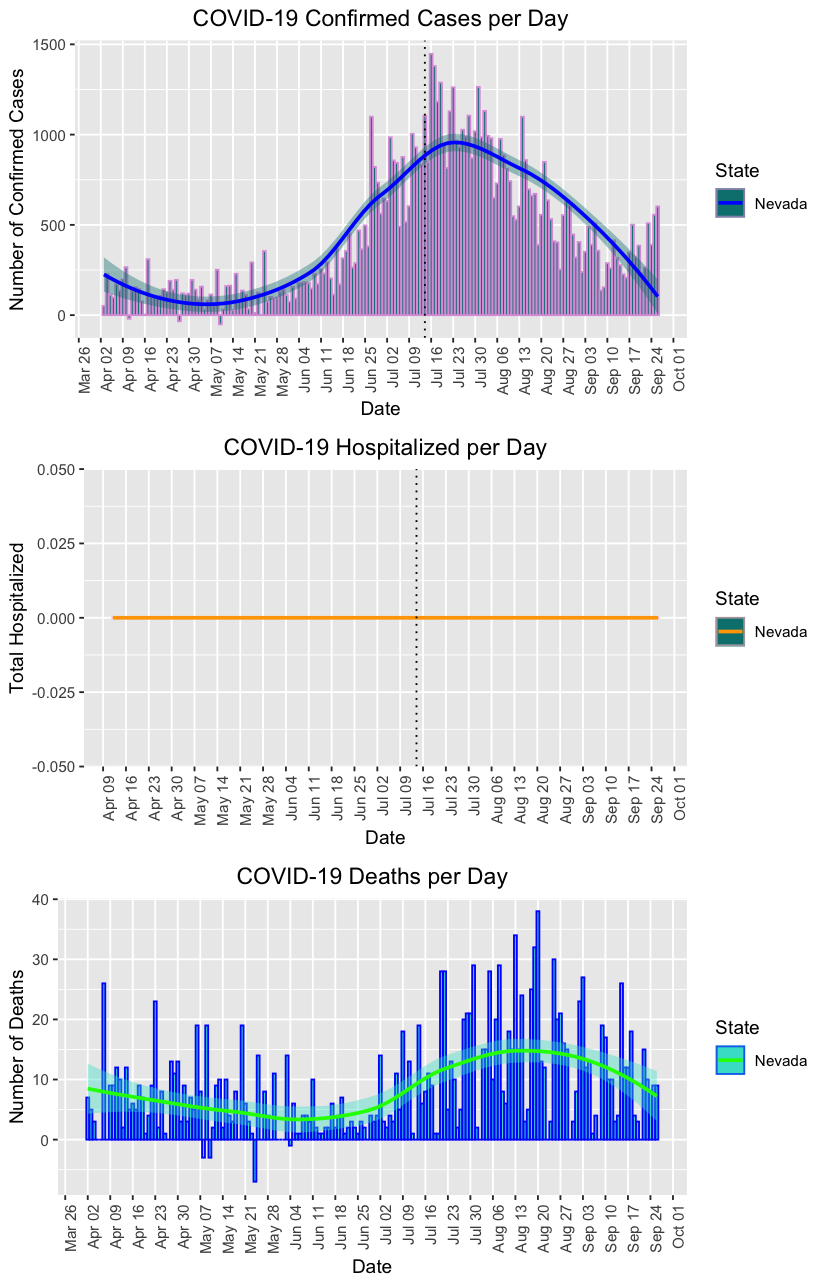 COVID-19 Confirmed Cases per Day
Number of Confirmed Cases
1500
1000
500
0
Mar 26
Apr 02
Apr 09
Apr 16
Apr 23
Apr 30
May 07
May 14
May 21
May 28
Jun 04
Jun 11
Jun 18
Jun 25
Jul 02
Jul 09
Jul 16
Jul 23
Jul 30
Aug 06
Aug 13
Aug 20
Aug 27
Sep 03
Sep 10
Sep 17
Sep 24
Oct 01
Date
State
Nevada
COVID-19 Hospitalized per Day
Total Hospitalized
0.050
0.025
0.000
-0.025
-0.050
Apr 09
Apr 16
Apr 23
Apr 30
May 07
May 14
May 21
May 28
Jun 04
Jun 11
Jun 18
Jun 25
Jul 02
Jul 09
Jul 16
Jul 23
Jul 30
Aug 06
Aug 13
Aug 20
Aug 27
Sep 03
Sep 10
Sep 17
Sep 24
Oct 01
Date
State
Nevada
COVID-19 Deaths per Day
Number of Deaths
40
30
20
10
0
Mar 26
Apr 02
Apr 09
Apr 16
Apr 23
Apr 30
May 07
May 14
May 21
May 28
Jun 04
Jun 11
Jun 18
Jun 25
Jul 02
Jul 09
Jul 16
Jul 23
Jul 30
Aug 06
Aug 13
Aug 20
Aug 27
Sep 03
Sep 10
Sep 17
Sep 24
Oct 01
Date
State
Nevada